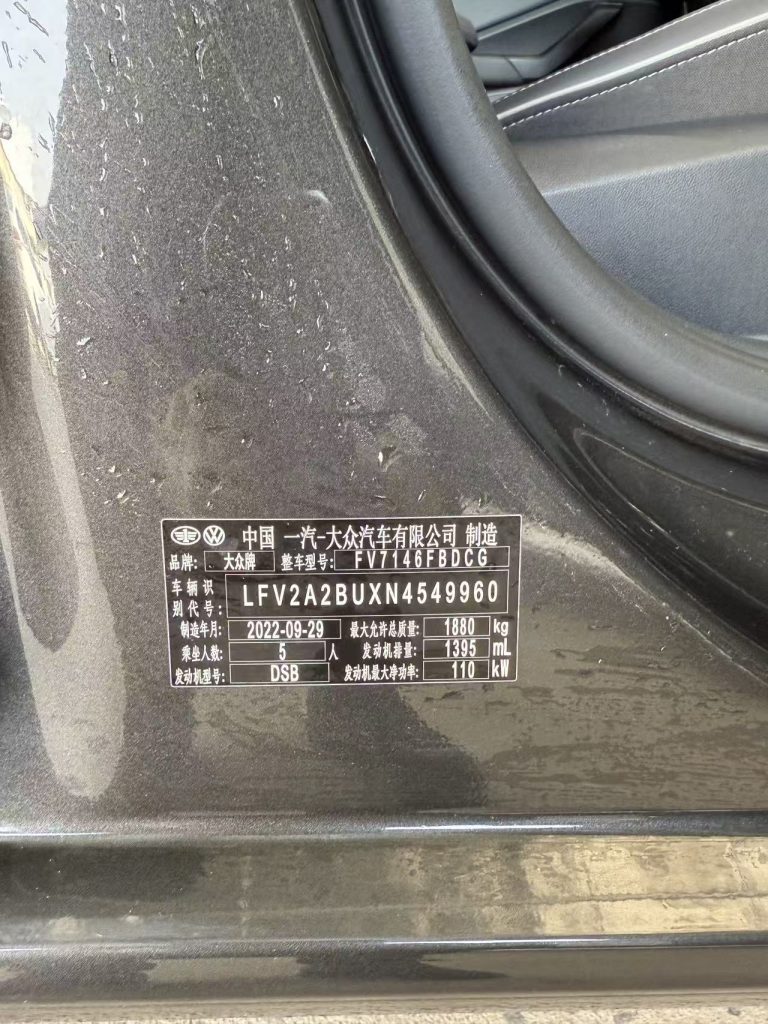 中国 一汽-大众汽车有限公司 制造
品牌: 大众牌 整车型号: FV7146FBDCG
车辆识别代号: LFV2A2BUXN4549960
制造年月: 2022-09-29 最大允许总质量: 1880 kg
乘坐人数: 5 人 发动机排量: 1395 mL
发动机型号: DSB 发动机最大净功率: 110 kW